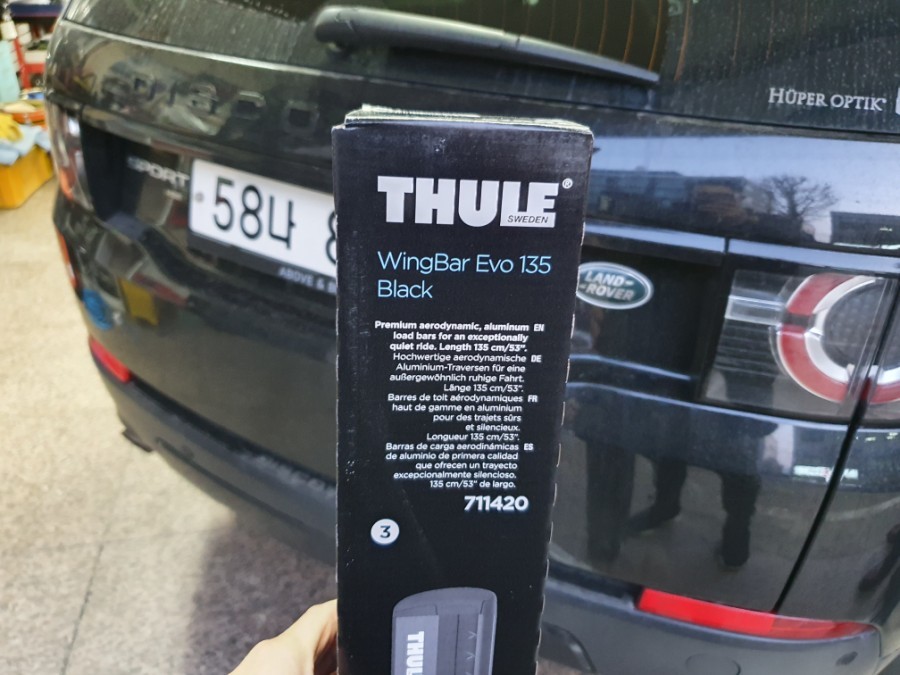 HÜPER OPTIK
SPORT
58나
ABOVE &
LAND-
ROVER
THULE®
SWEDEN
WingBar Evo 135
Black
Premium aerodynamic, aluminum EN
load bars for an exceptionally
quiet ride. Length 135 cm/53".
Hochwertige aerodynamische DE
Aluminium-Traversen für eine
außergewöhnlich ruhige Fahrt.
Länge 135 cm/53".
Barres de toit aérodynamiques FR
haut de gamme en aluminium
pour des trajets sûrs
et silencieux.
Longueur 135 cm/53".
Barras de carga aerodinámicas ES
de aluminio de primera calidad
que ofrecen un trayecto
excepcionalmente silencioso.
135 cm/53" de largo.
711420
3
THUL